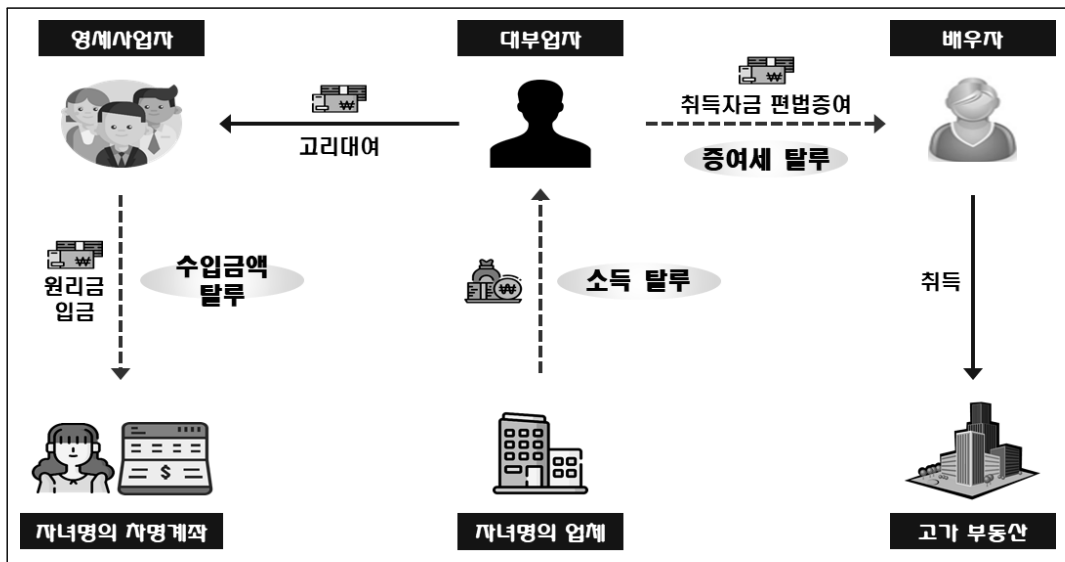 영세사업자
대부업자
배우자
고리대여
취득자금 편법증여
증여세 탈루
원리금
입금
수입금액
탈루
소득 탈루
취득
자녀명의 차명계좌
자녀명의 업체
고가 부동산